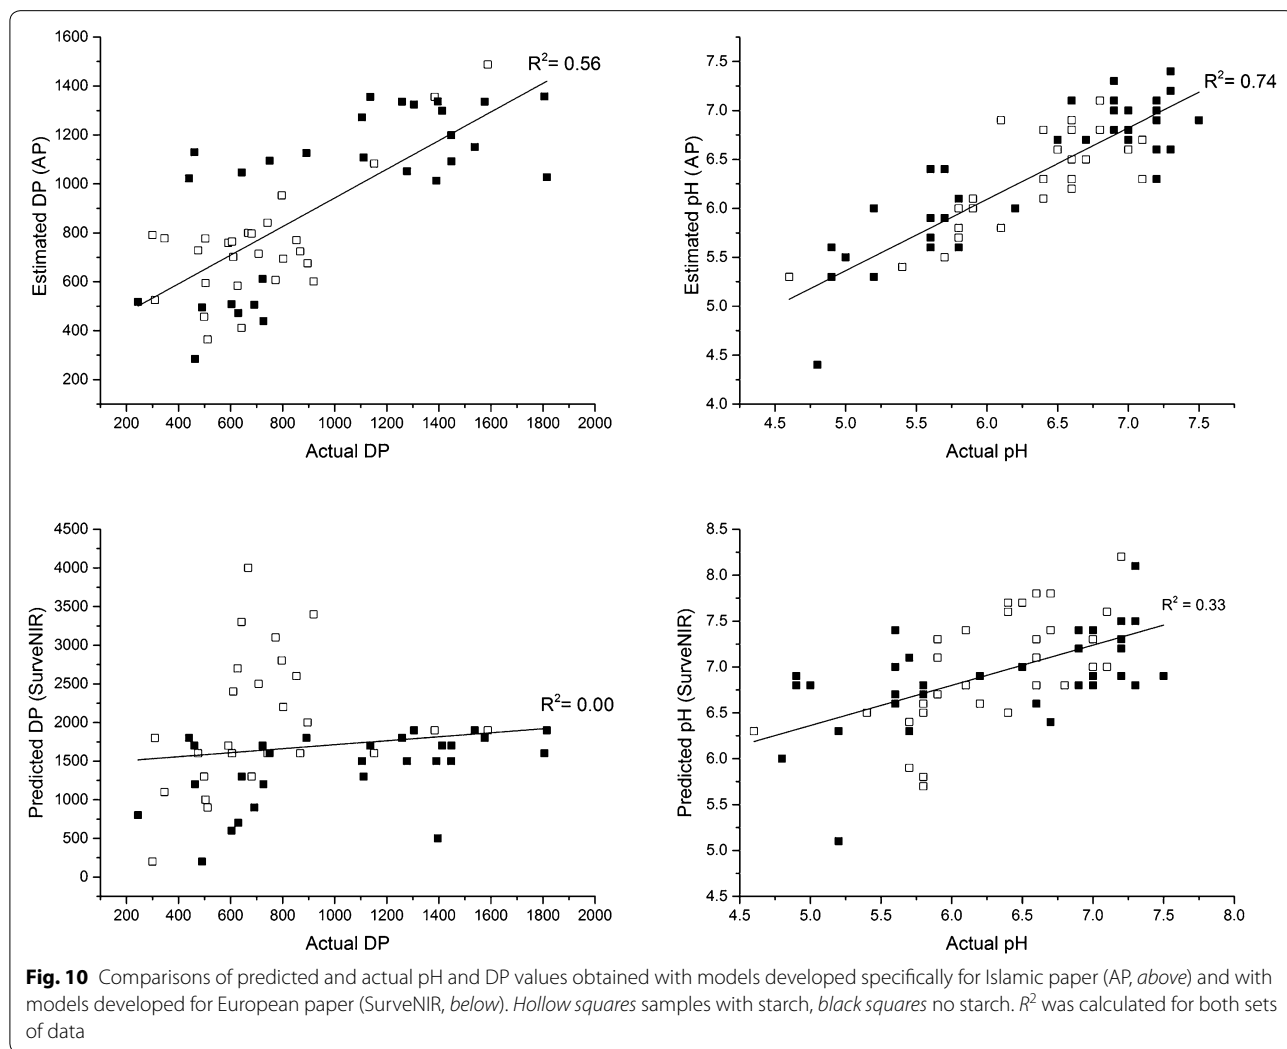 1600
1400
1200
1000
800
600
400
200
Estimated DP (AP)
R²= 0.56
200 400 600 800 1000 1200 1400 1600 1800 2000
Actual DP
7.5
7.0
6.5
6.0
5.5
5.0
4.5
4.0
Estimated pH (AP)
R²= 0.74
4.5 5.0 5.5 6.0 6.5 7.0 7.5
Actual pH
4500
4000
3500
3000
2500
2000
1500
1000
500
0
Predicted DP (SurveNIR)
R²= 0.00
200 400 600 800 1000 1200 1400 1600 1800 2000
Actual DP
8.5
8.0
7.5
7.0
6.5
6.0
5.5
5.0
4.5
Predicted pH (SurveNIR)
R² = 0.33
4.5 5.0 5.5 6.0 6.5 7.0 7.5 8.0
Actual pH
Fig. 10 Comparisons of predicted and actual pH and DP values obtained with models developed specifically for Islamic paper (AP, above) and with
models developed for European paper (SurveNIR, below). Hollow squares samples with starch, black squares no starch. R² was calculated for both sets
of data